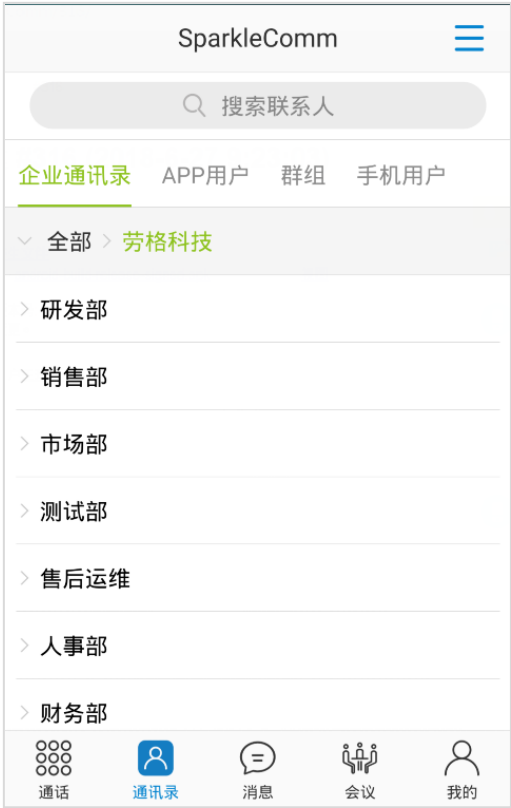 SparkleComm
搜索联系人
企业通讯录 APP用户 群组 手机用户
全部 > 劳格科技
研发部
销售部
市场部
测试部
售后运维
人事部
财务部
通话 通讯录 消息 会议 我的